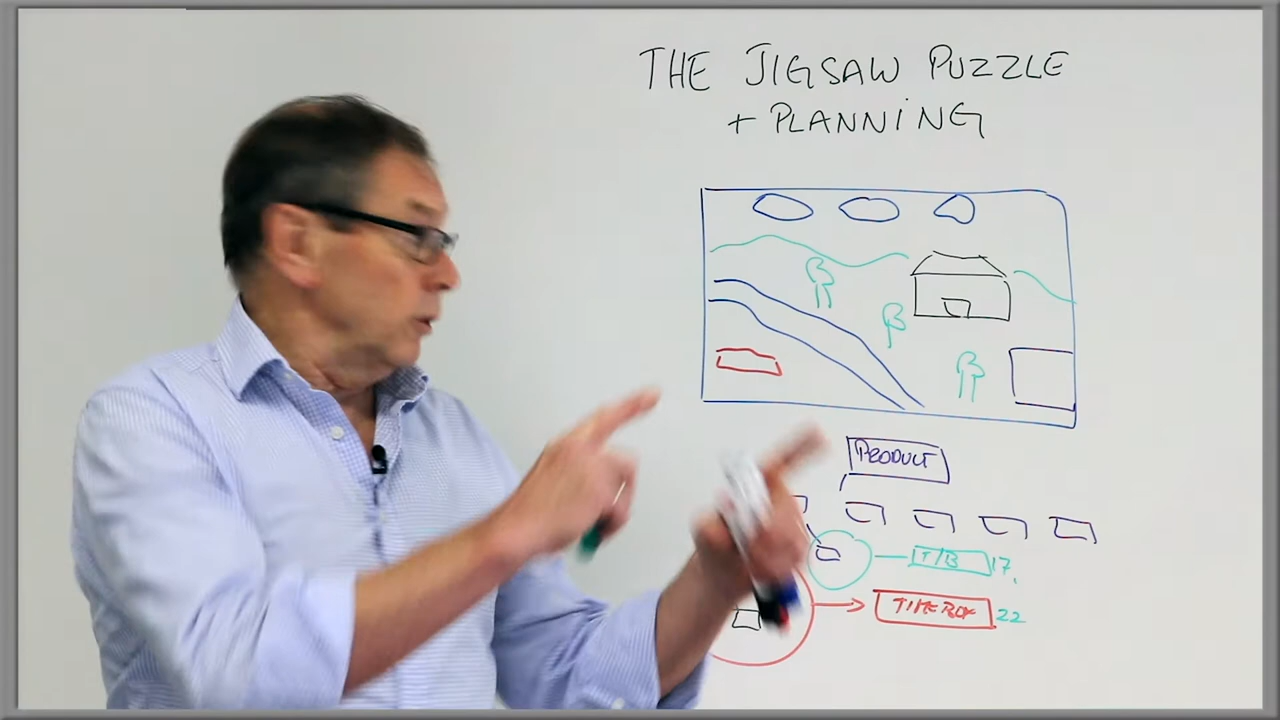 THE JIGSAW PUZZLE
+ PLANNING
PRODUCT
T/B 17.
TIMEBOX 22